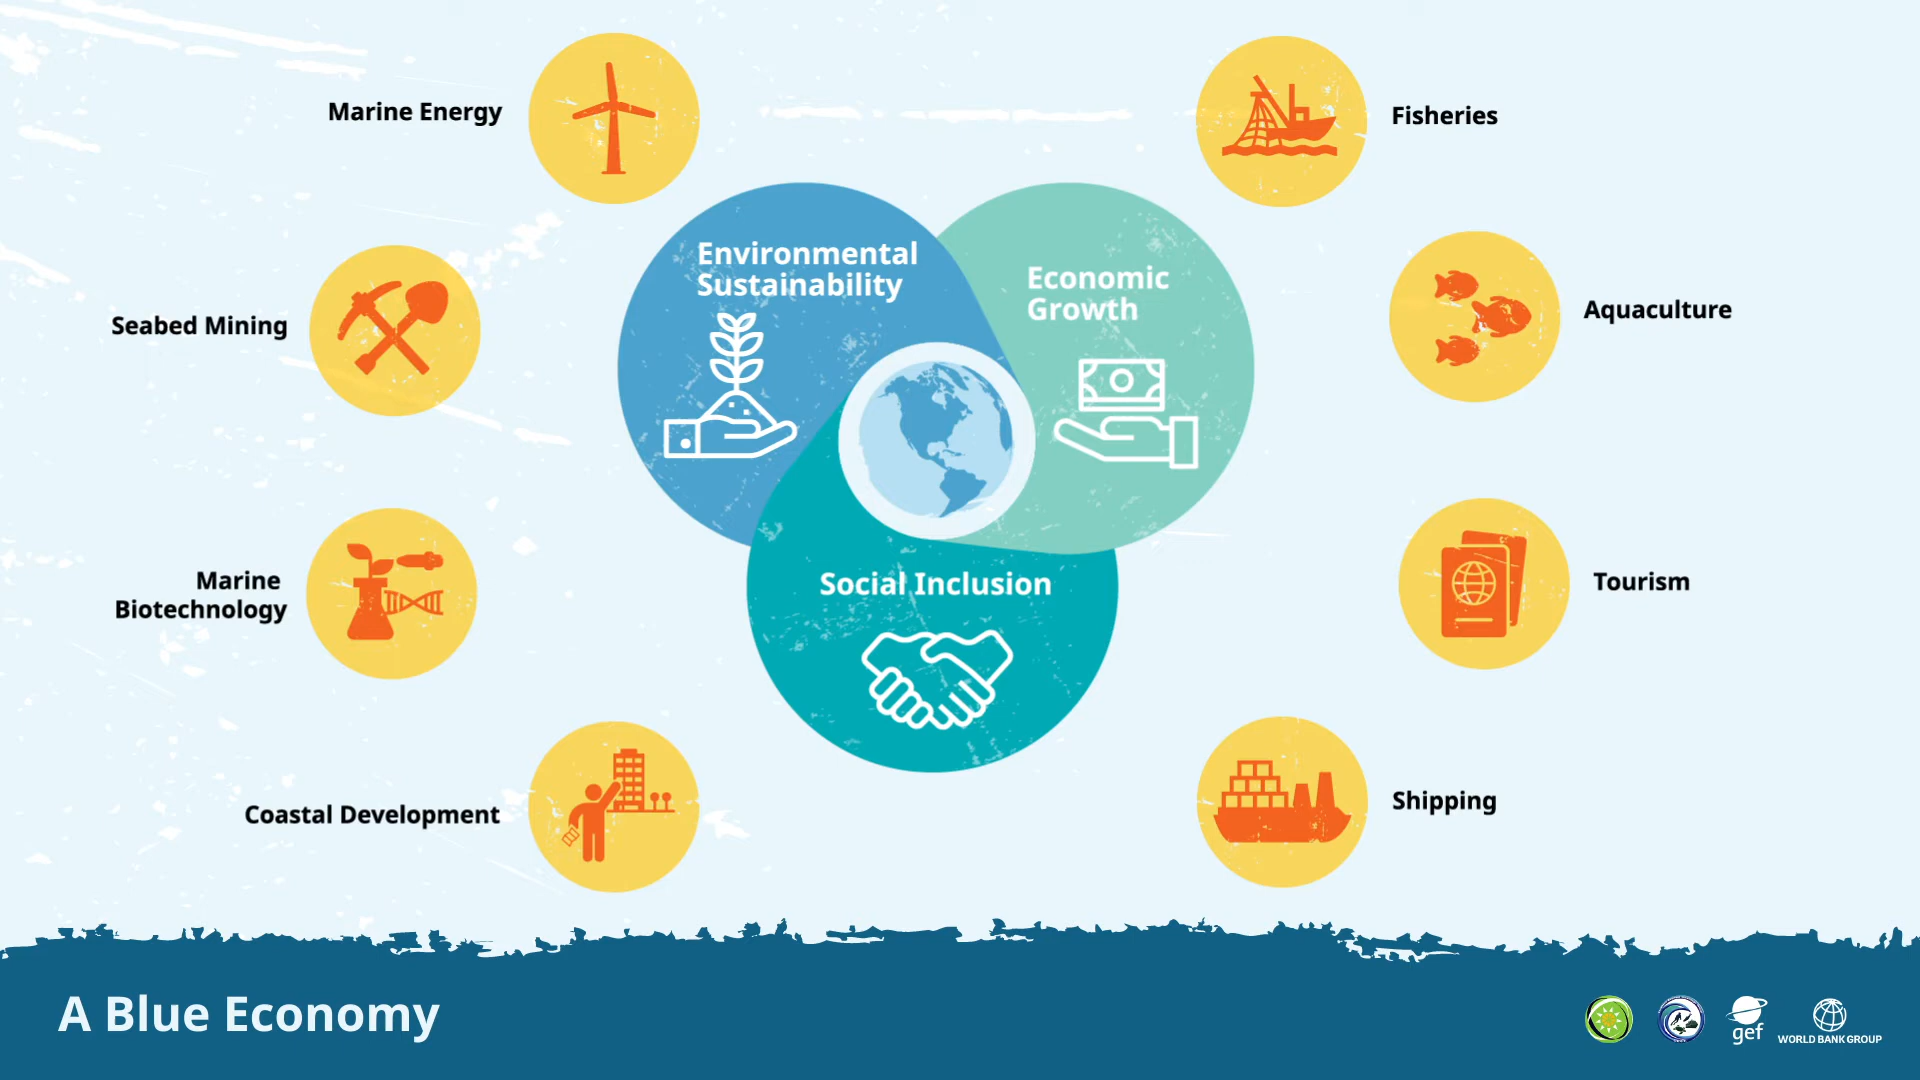 Marine Energy
Fisheries
Environmental
Sustainability
Economic
Growth
Seabed Mining
Aquaculture
Marine
Biotechnology
Tourism
Social Inclusion
Coastal Development
Shipping
A Blue Economy
gef
WORLD BANK GROUP